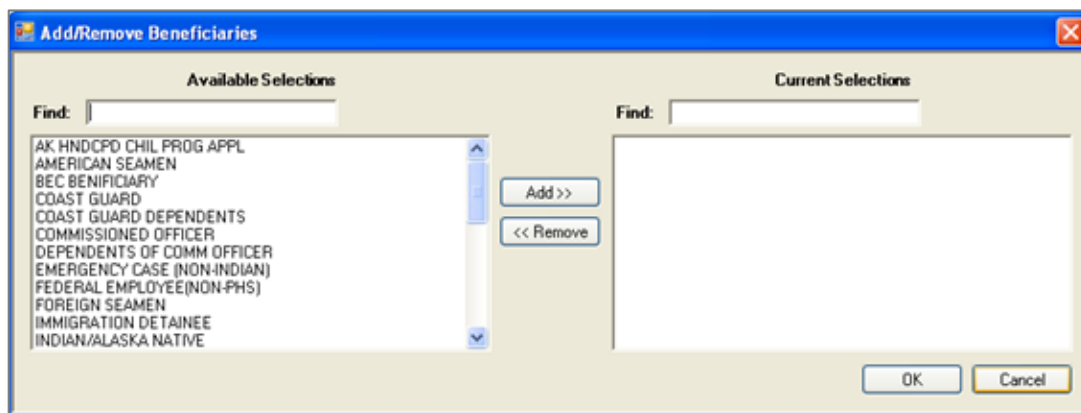 Add/Remove Beneficiaries
Available Selections
Current Selections
Find:
Find:
AK HNDCPD CHIL PROG APPL
AMERICAN SEAMEN
BEC BENIFICIARY
COAST GUARD
COAST GUARD DEPENDENTS
COMMISSIONED OFFICER
DEPENDENTS OF COMM OFFICER
EMERGENCY CASE (NON-INDIAN)
FEDERAL EMPLOYEE(NON-PHS)
FOREIGN SEAMEN
IMMIGRATION DETAINEE
INDIAN/ALASKA NATIVE
Add >>
<< Remove
OK
Cancel